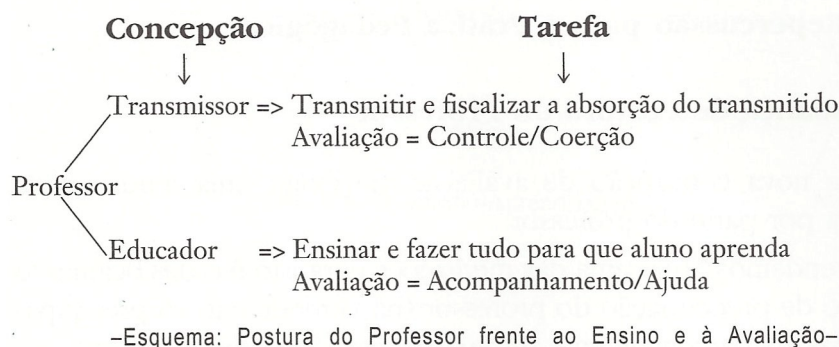 Concepção Tarefa
↓ ↓
Transmissor => Transmitir e fiscalizar a absorção do transmitido
Avaliação = Controle/Coerção
Professor
Educador => Ensinar e fazer tudo para que aluno aprenda
Avaliação = Acompanhamento/Ajuda
–Esquema: Postura do Professor frente ao Ensino e à Avaliação–